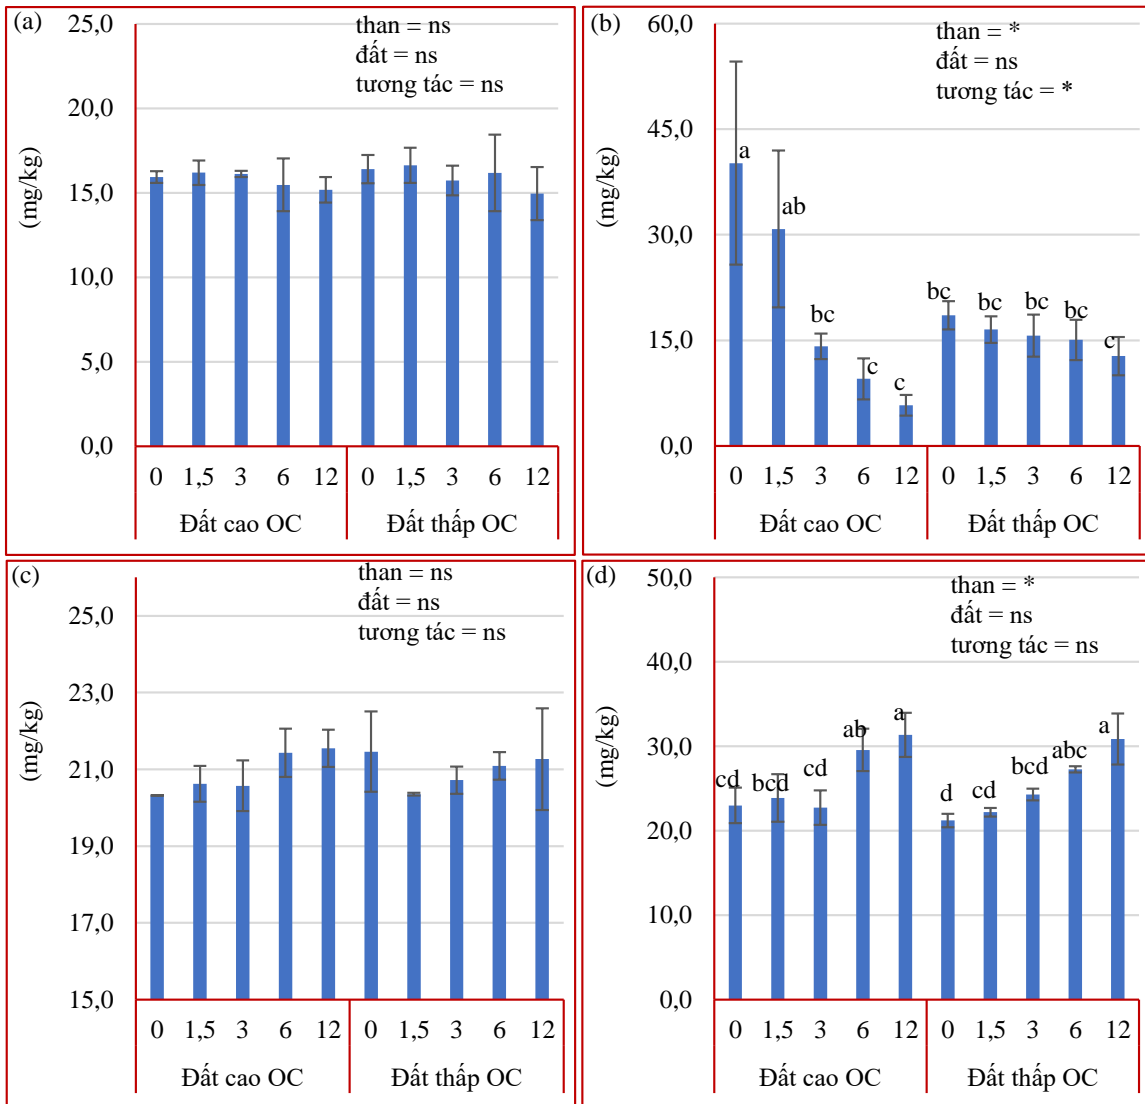 (a)
than = ns
đất = ns
tương tác = ns
25,0
20,0
15,0
10,0
5,0
0,0
(mg/kg)
0 1,5 3 6 12 0 1,5 3 6 12
Đất cao OC Đất thấp OC
(b)
than = *
đất = ns
tương tác = *
60,0
45,0
30,0
15,0
0,0
(mg/kg)
a ab bc c c bc bc bc bc c
0 1,5 3 6 12 0 1,5 3 6 12
Đất cao OC Đất thấp OC
(c)
than = ns
đất = ns
tương tác = ns
25,0
23,0
21,0
19,0
17,0
15,0
(mg/kg)
0 1,5 3 6 12 0 1,5 3 6 12
Đất cao OC Đất thấp OC
(d)
than = *
đất = ns
tương tác = ns
50,0
40,0
30,0
20,0
10,0
0,0
(mg/kg)
cd bcd cd ab a d cd bcd abc a
0 1,5 3 6 12 0 1,5 3 6 12
Đất cao OC Đất thấp OC